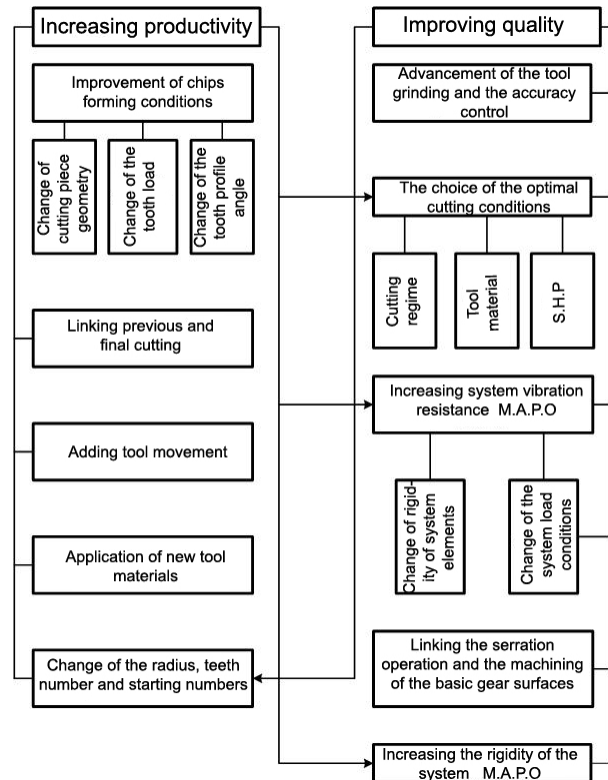 Increasing productivity
Improvement of chips
forming conditions
Change of
cutting piece
geometry
Change of the
tooth load
Change of the
tooth profile
angle
Linking previous and
final cutting
Adding tool movement
Application of new tool
materials
Change of the radius, teeth
number and starting numbers
Improving quality
Advancement of the tool
grinding and the accuracy
control
The choice of the optimal
cutting conditions
Cutting
regime
Tool
material
S.H.P
Increasing system vibration
resistance M.A.P.O
Change of rigid-
ity of system
elements
Change of the
system load
conditions
Linking the serration
operation and the machining
of the basic gear surfaces
Increasing the rigidity of the
system M.A.P.O